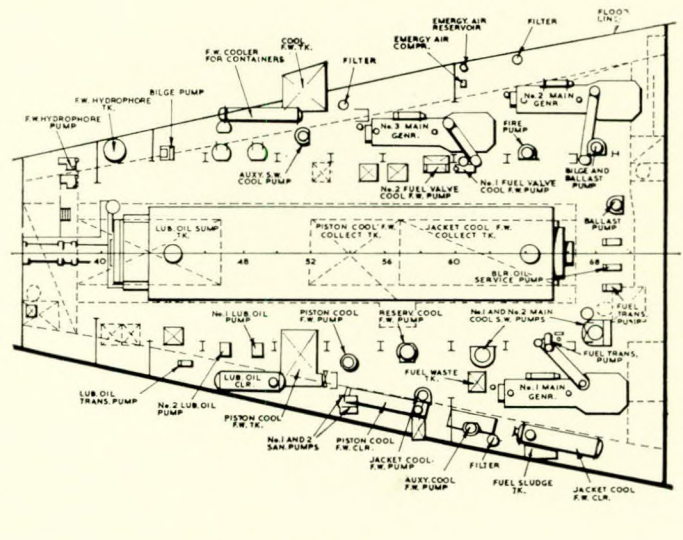 FLOOR
LINE
EMERGY. AIR
RESERVOIR
FILTER
EMERGY AIR
COMPR.
COOL
F.W. TK.
F.W. COOLER
FOR CONTAINERS
FILTER
BILGE PUMP
F.W. HYDROPHORE
TK.
F.W. HYDROPHORE
PUMP
No.2 MAIN
GENR.
No.3 MAIN
GENR.
FIRE
PUMP
AUXY. S.W.
COOL PUMP
No.2 FUEL VALVE
COOL F.W. PUMP
No.1 FUEL VALVE
COOL F.W. PUMP
BILGE AND
BALLAST
PUMP
BALLAST
PUMP
LUB. OIL SUMP
TK.
PISTON COOL F.W.
COLLECT TK.
JACKET COOL F.W.
COLLECT TK.
40
48
52
56
60
68
BLR. OIL-
SERVICE PUMP
FUEL
TRANS.
PUMP
No.1 LUB. OIL
PUMP
PISTON COOL
F.W. PUMP
RESERV. COOL
F.W. PUMP
No.1 AND No.2 MAIN
COOL S.W. PUMPS
FUEL TRANS.
PUMP
FUEL WASTE
TK.
LUB. OIL
CLR.
No.1 MAIN
GENR.
LUB. OIL
TRANS. PUMP
No.2 LUB. OIL
PUMP
PISTON COOL
F.W. TK.
No.1 AND 2
SAN. PUMPS
PISTON COOL
F.W. CLR.
JACKET COOL-
F.W. PUMP
AUXY. COOL
F.W. PUMP
FILTER
FUEL SLUDGE
TK.
JACKET COOL
F.W. CLR.